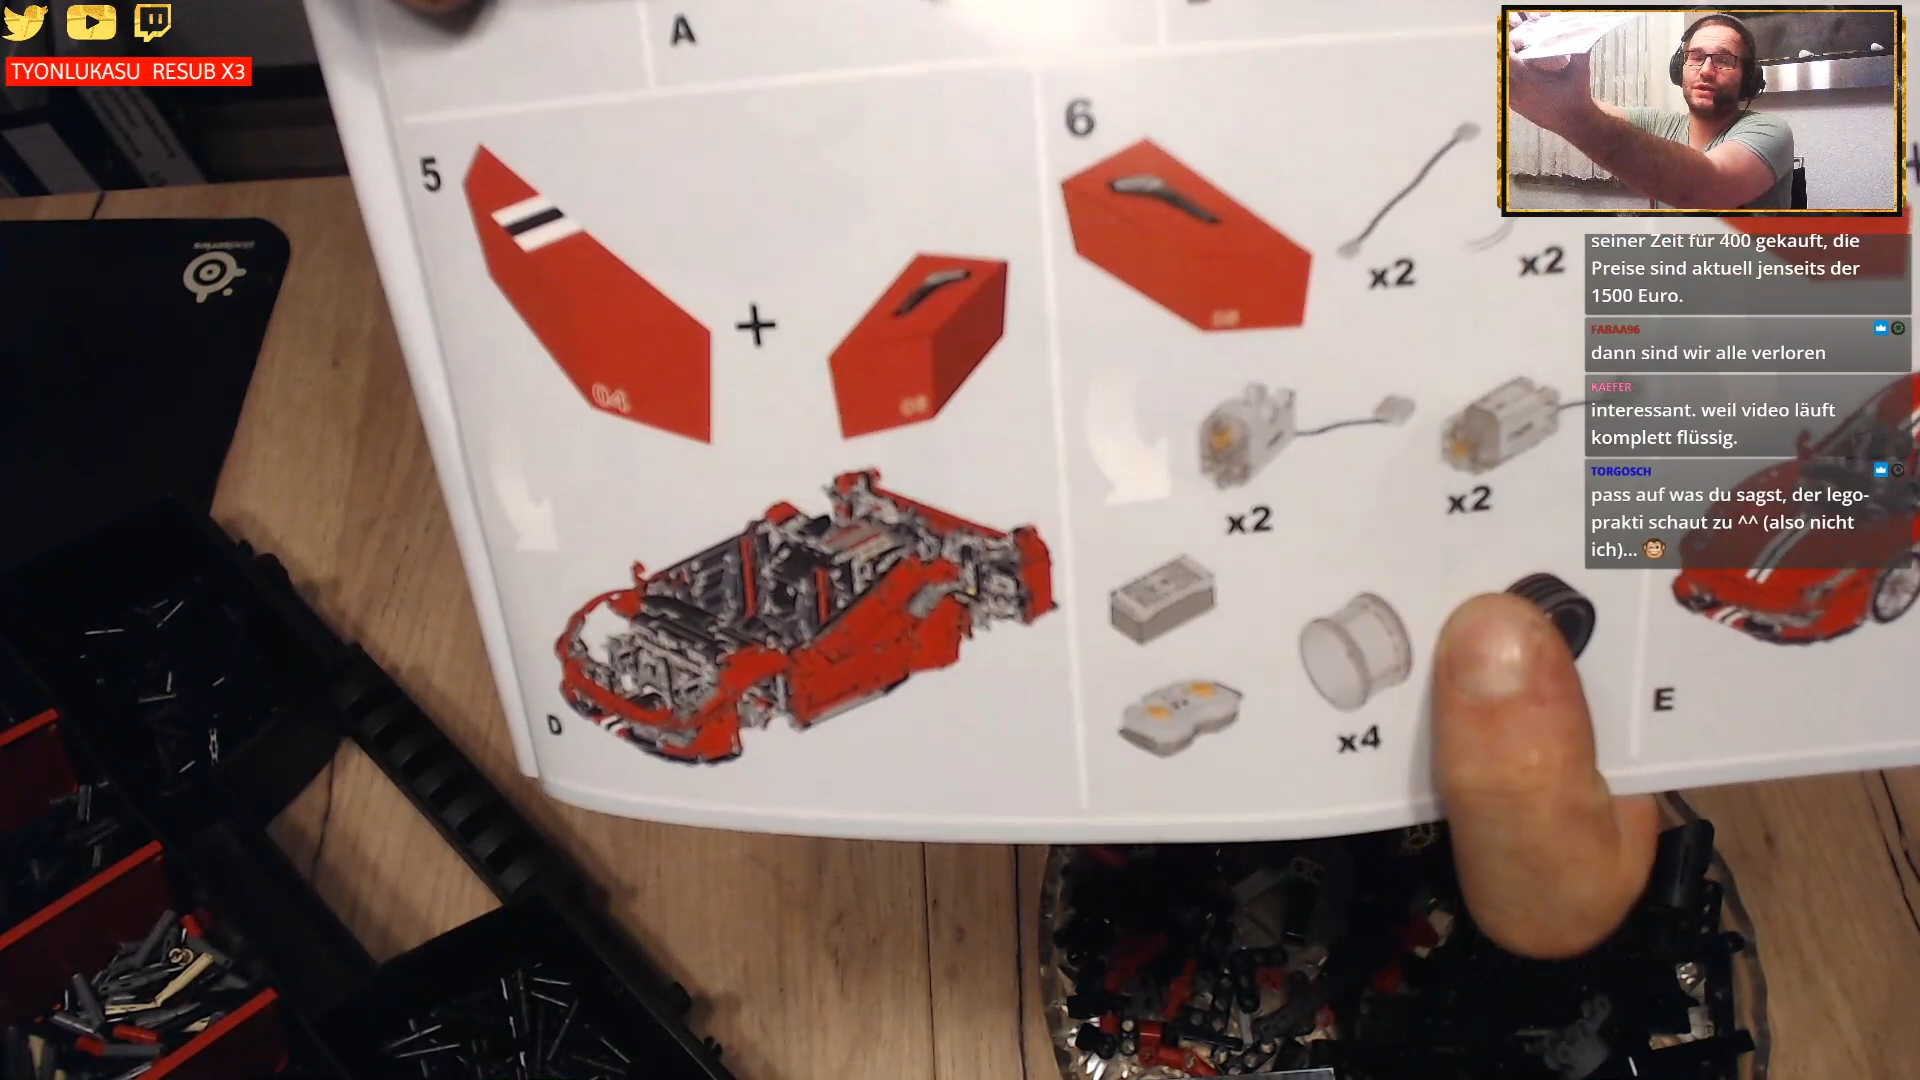 TYONLUKASU RESUB X3
A
5
04
+
D
6
x2
x2
x2
x2
x4
E
seiner Zeit für 400 gekauft, die
Preise sind aktuell jenseits der
1500 Euro.
FABAA96
dann sind wir alle verloren
KAEFER
interessant. weil video läuft
komplett flüssig.
TORGOSCH
pass auf was du sagst, der lego-
prakti schaut zu ^^ (also nicht
ich)...